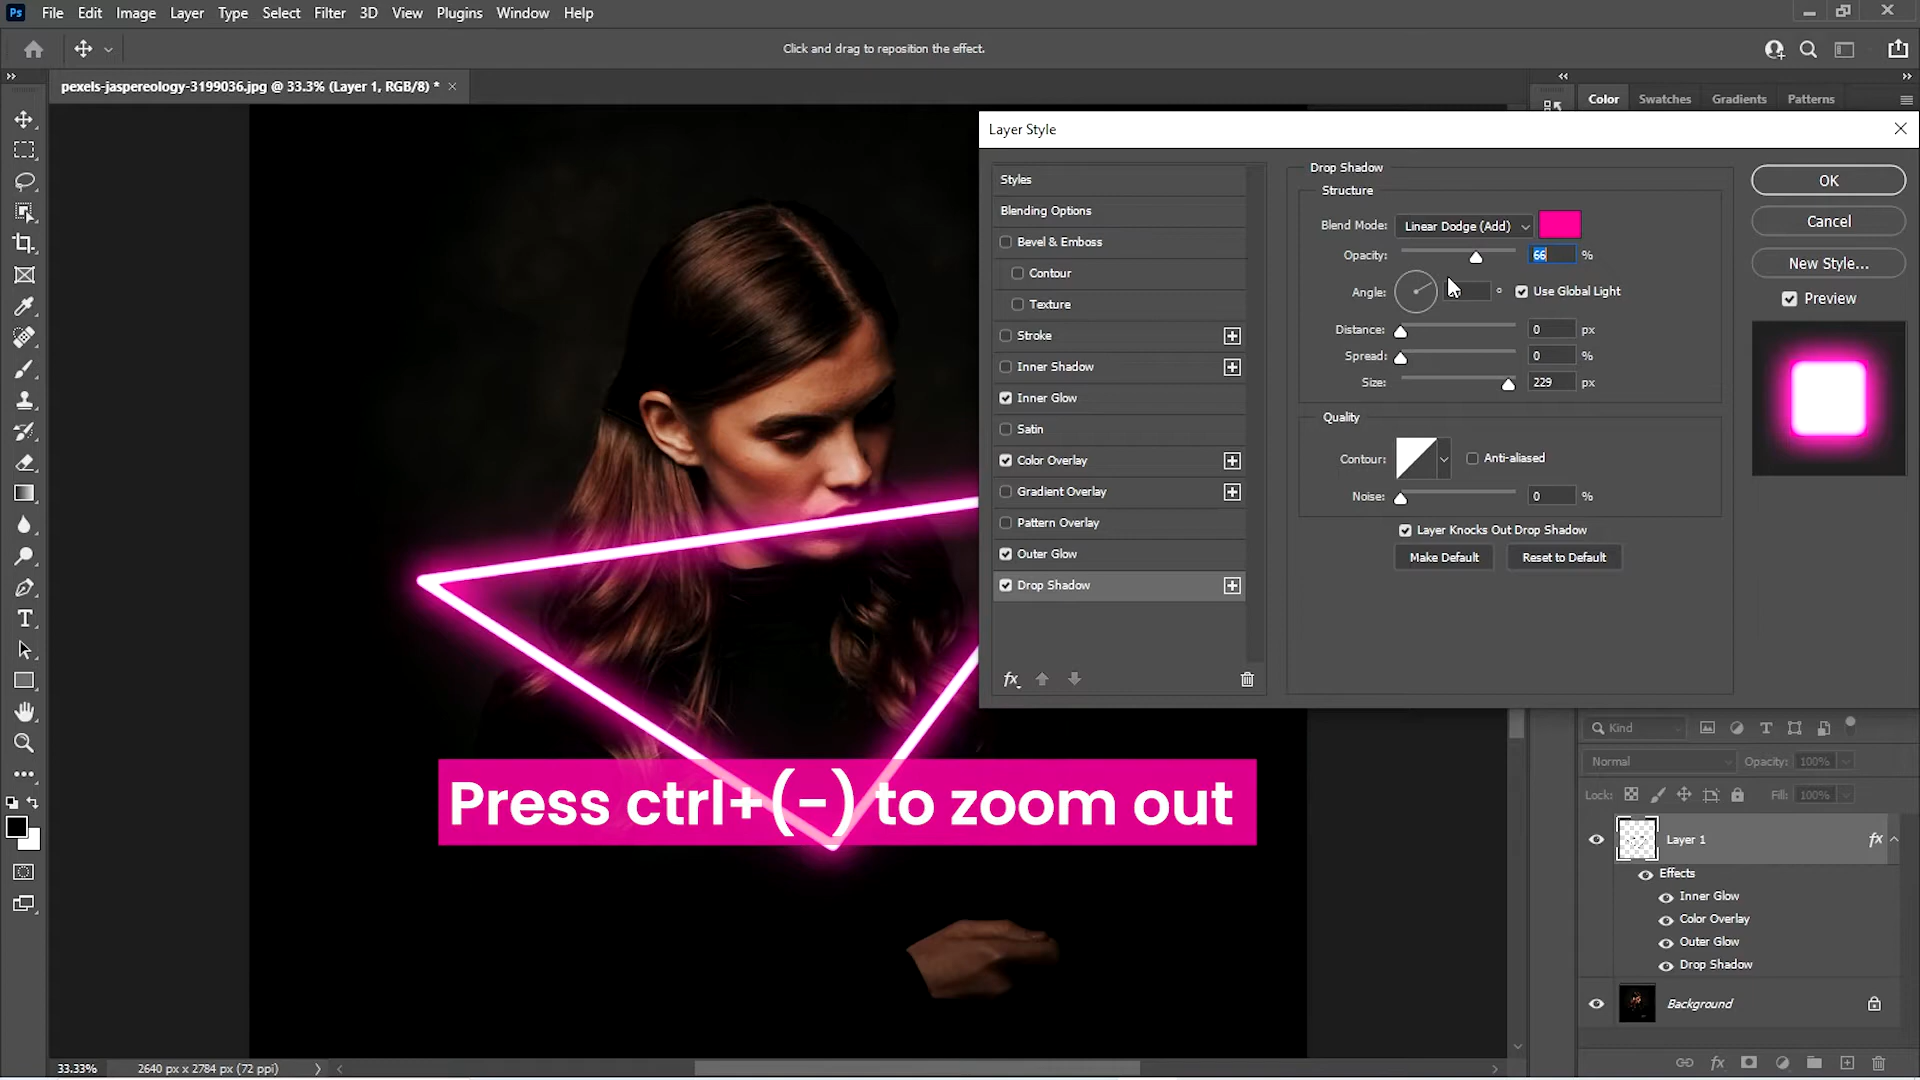 Ps File Edit Image Layer Type Select Filter 3D View Plugins Window Help
Click and drag to reposition the effect.
pexels-jaspereology-3199036.jpg @ 33.3% (Layer 1, RGB/8) *
Color Swatches Gradients Patterns
Layer Style
Styles
Blending Options
Bevel & Emboss
Contour
Texture
Stroke
Inner Shadow
Inner Glow
Satin
Color Overlay
Gradient Overlay
Pattern Overlay
Outer Glow
Drop Shadow
fx
Drop Shadow
Structure
Blend Mode: Linear Dodge (Add)
Opacity: 66 %
Angle: ° Use Global Light
Distance: 0 px
Spread: 0 %
Size: 229 px
Quality
Contour: Anti-aliased
Noise: 0 %
Layer Knocks Out Drop Shadow
Make Default Reset to Default
OK
Cancel
New Style...
Preview
Press ctrl+(-) to zoom out
Kind
Normal Opacity: 100%
Lock: Fill: 100%
Layer 1 fx
Effects
Inner Glow
Color Overlay
Outer Glow
Drop Shadow
Background
fx
33.33% 2640 px x 2784 px (72 ppi)